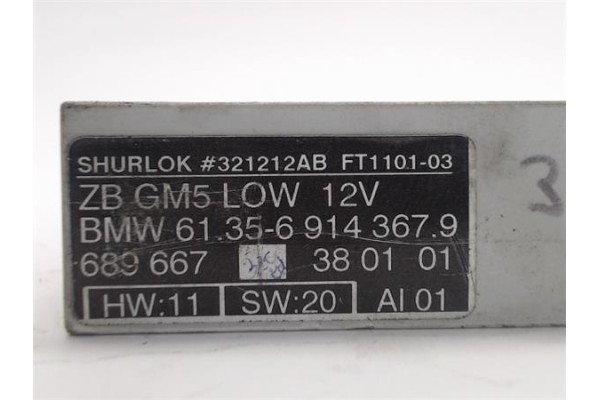 SHURLOK #321212AB FT1101-03
ZB GM5 LOW 12V
BMW 61.35-6 914 367.9
689 667 38 01 01
HW:11 SW:20 AI 01
3